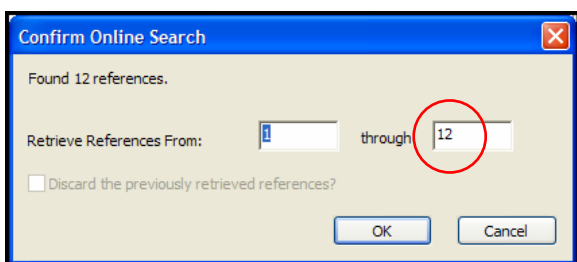 Confirm Online Search
Found 12 references.
Retrieve References From: 1 through 12
Discard the previously retrieved references?
OK Cancel